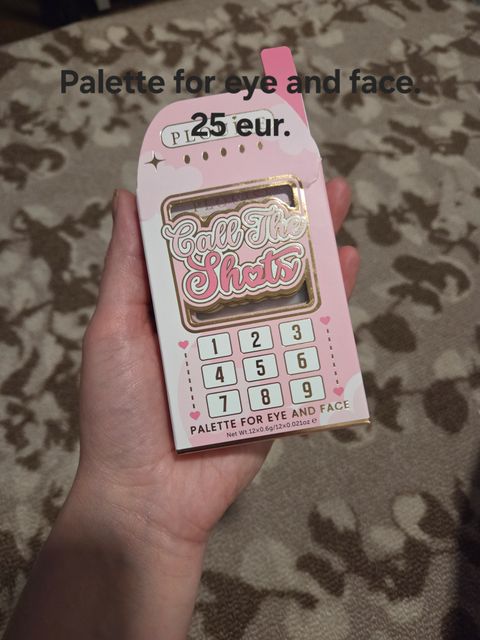 Palette for eye and face.
25 eur.
Call The
Shots
1 2 3
4 5 6
7 8 9
PALETTE FOR EYE AND FACE
Net Wt.12×0.6g/12×0.021oz e